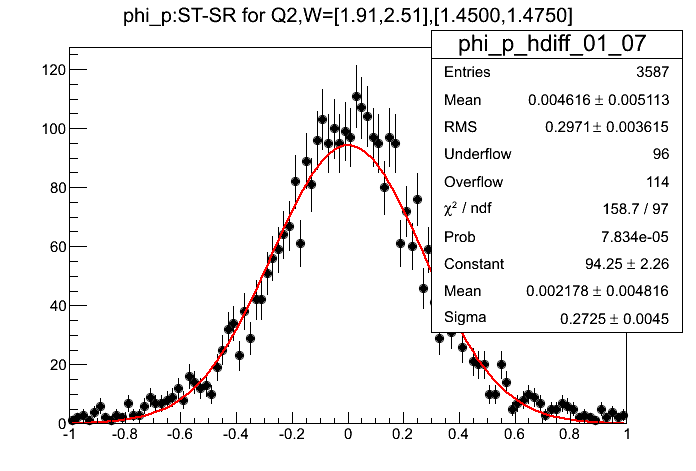 phi_p:ST-SR for Q2,W=[1.91,2.51],[1.4500,1.4750]
phi_p_hdiff_01_07
Entries 3587
Mean 0.004616 ± 0.005113
RMS 0.2971 ± 0.003615
Underflow 96
Overflow 114
χ² / ndf 158.7 / 97
Prob 7.834e-05
Constant 94.25 ± 2.26
Mean 0.002178 ± 0.004816
Sigma 0.2725 ± 0.0045
120
100
80
60
40
20
0
-1 -0.8 -0.6 -0.4 -0.2 0 0.2 0.4 0.6 0.8 1